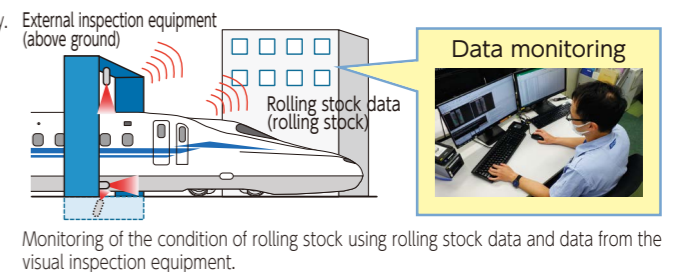 y.
External inspection equipment
(above ground)
Data monitoring
Rolling stock data
(rolling stock)
Monitoring of the condition of rolling stock using rolling stock data and data from the
visual inspection equipment.